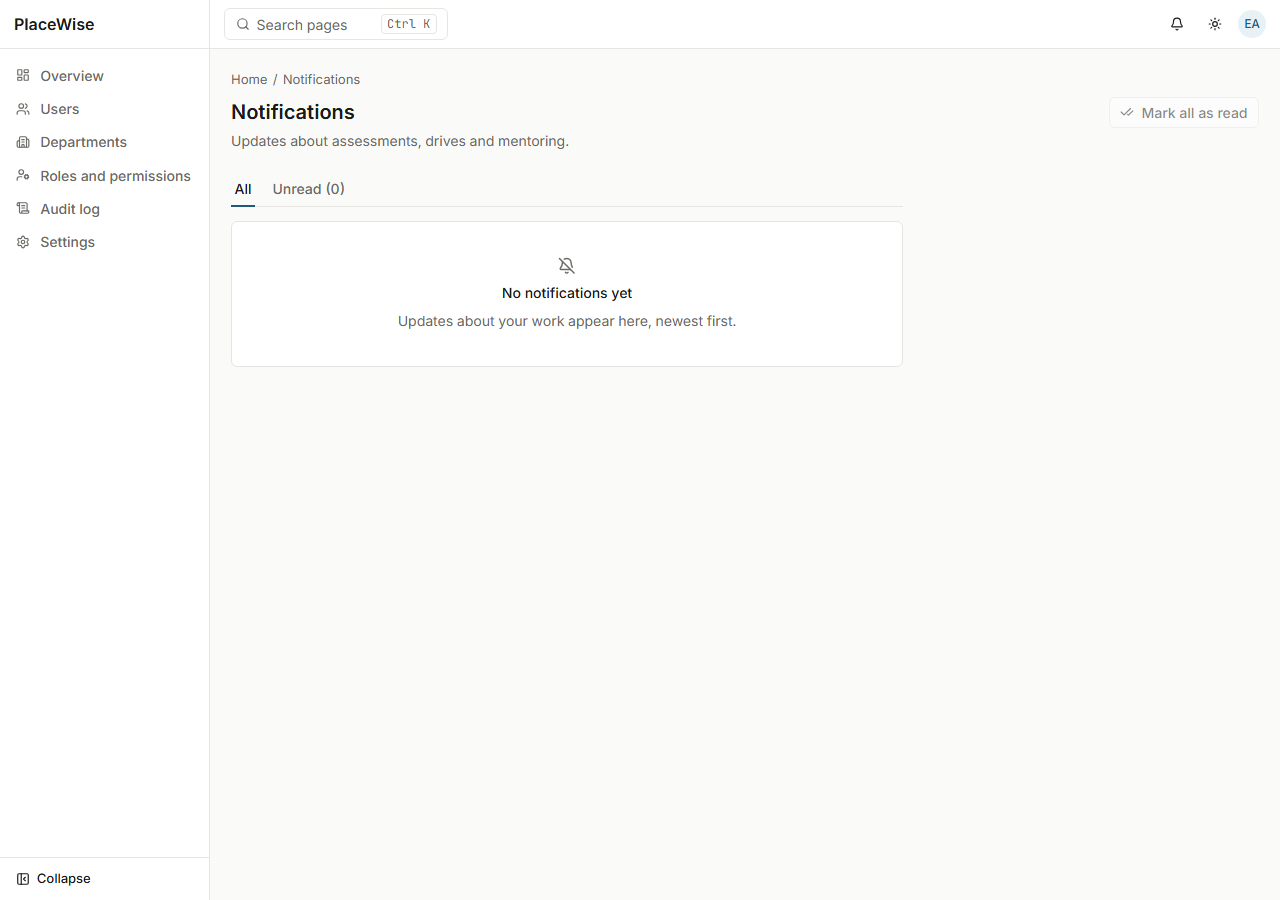 PlaceWise
Search pages
Ctrl K
EA
Overview
Users
Departments
Roles and permissions
Audit log
Settings
Home / Notifications
Notifications
Mark all as read
Updates about assessments, drives and mentoring.
All
Unread (0)
No notifications yet
Updates about your work appear here, newest first.
Collapse